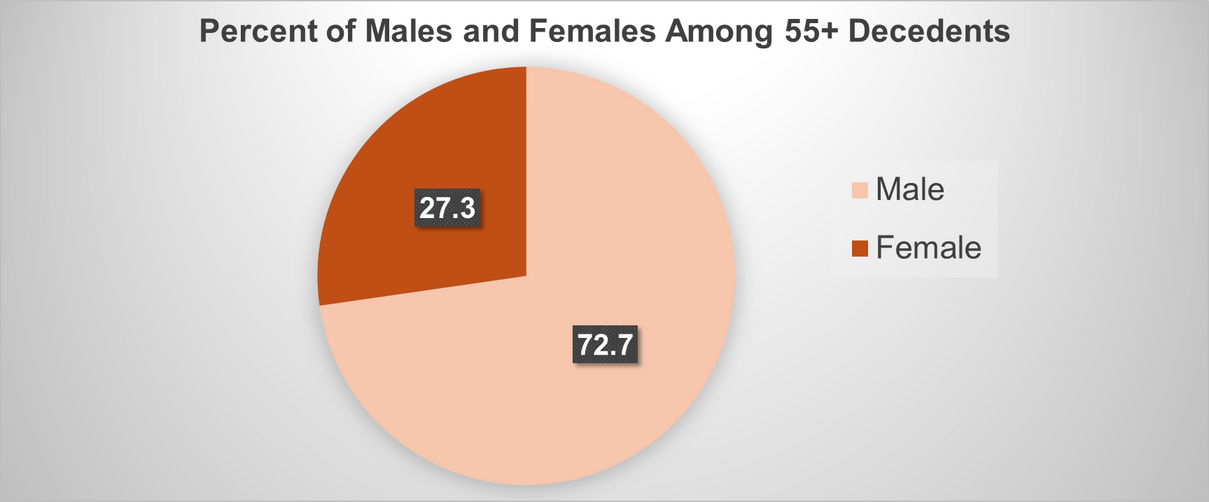 Percent of Males and Females Among 55+ Decedents
27.3
72.7
Male
Female